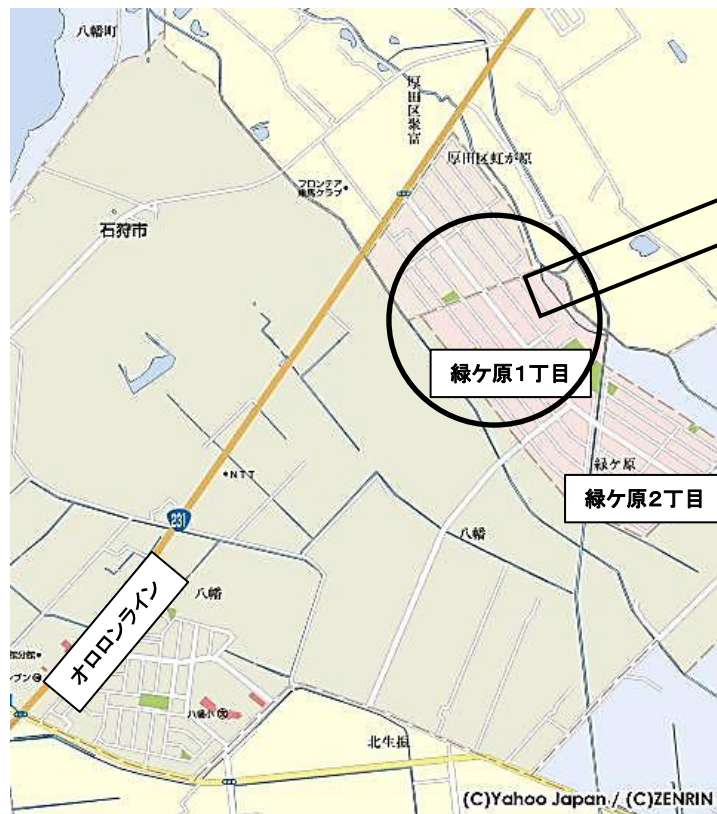 八幡町
厚田区聚富
厚田区虹が原
フロンテア
乗馬クラブ
石狩市
緑ケ原1丁目
NTT
緑ヶ原
緑ケ原2丁目
231
八幡
オロロンライン
八幡
八幡小
北生振
(C)Yahoo Japan / (C)ZENRIN